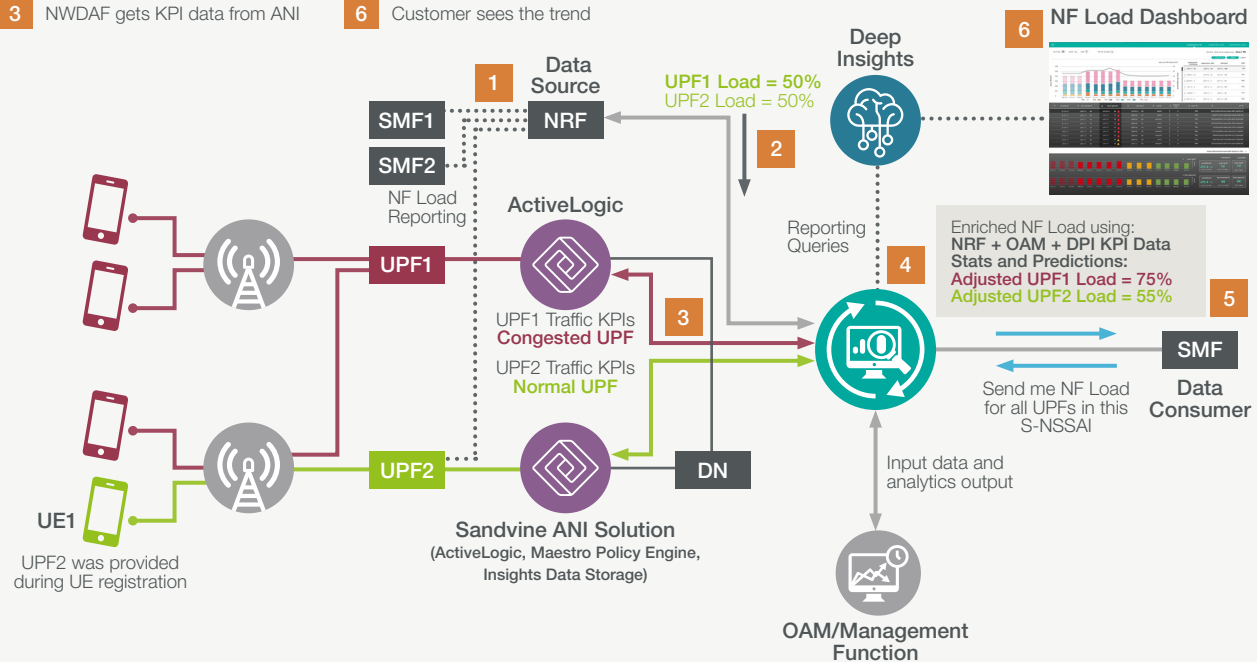 3 NWDAF gets KPI data from ANI
6 Customer sees the trend
6 NF Load Dashboard
Deep
Insights
1
Data
Source
NRF
SMF1
SMF2
NF Load
Reporting
UPF1 Load = 50%
UPF2 Load = 50%
2
Reporting
Queries
4
Enriched NF Load using:
NRF + OAM + DPI KPI Data
Stats and Predictions:
Adjusted UPF1 Load = 75%
Adjusted UPF2 Load = 55%
5
ActiveLogic
UPF1
UPF1 Traffic KPIs
Congested UPF
3
UPF2 Traffic KPIs
Normal UPF
SMF
Data
Consumer
Send me NF Load
for all UPFs in this
S-NSSAI
UPF2
DN
Input data and
analytics output
UE1
UPF2 was provided
during UE registration
Sandvine ANI Solution
(ActiveLogic, Maestro Policy Engine,
Insights Data Storage)
OAM/Management
Function